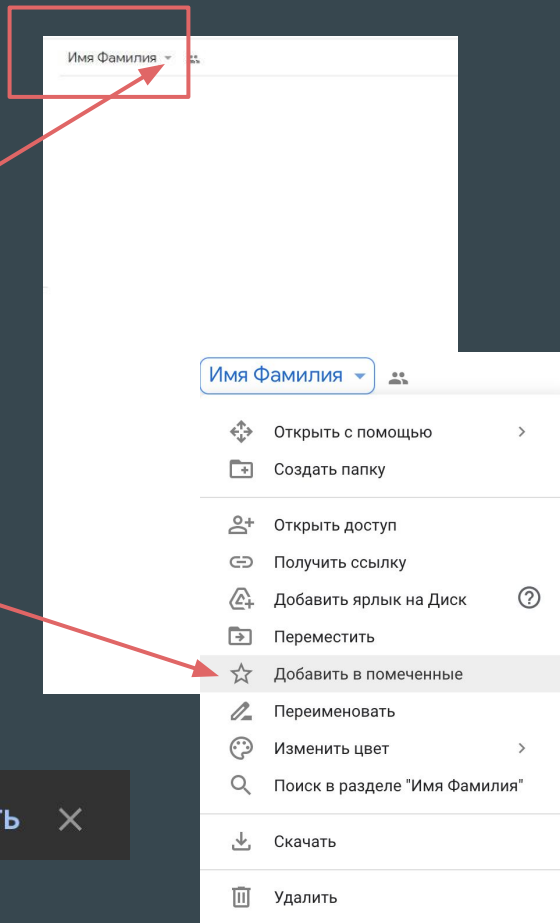 Имя Фамилия
Имя Фамилия
Открыть с помощью
Создать папку
Открыть доступ
Получить ссылку
Добавить ярлык на Диск
Переместить
Добавить в помеченные
Переименовать
Изменить цвет
Поиск в разделе "Имя Фамилия"
Скачать
Удалить